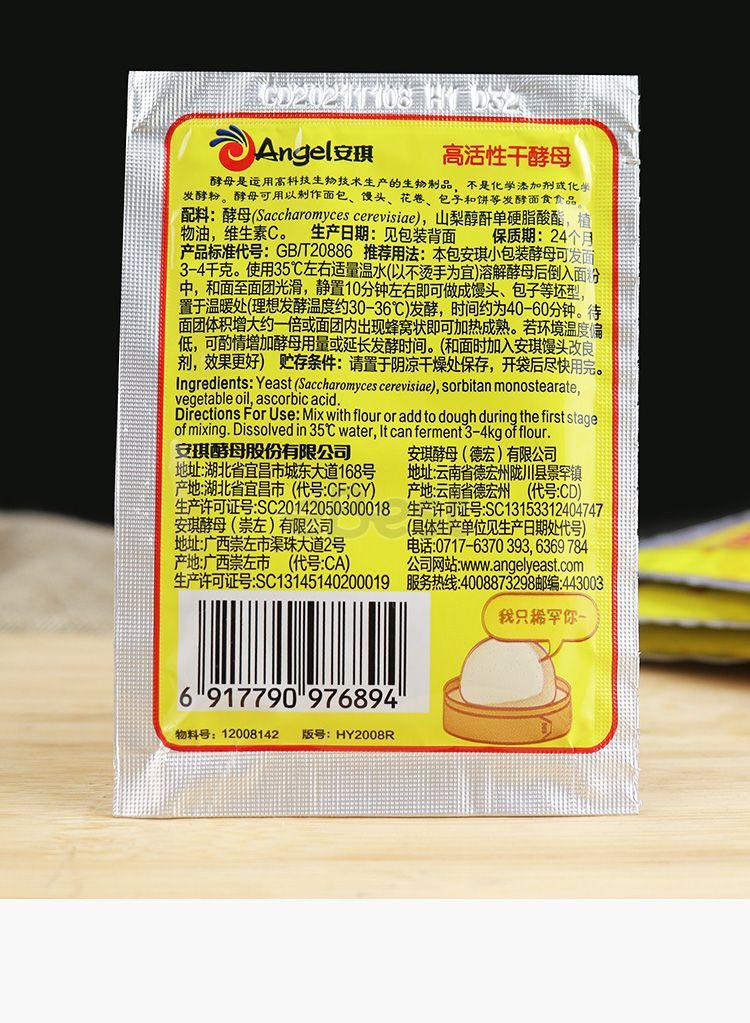 Angel安琪 高活性干酵母
酵母是运用高科技生物技术生产的生物制品，不是化学添加剂或化学
发酵粉。酵母可用以制作面包、馒头、花卷、包子和饼等发酵面食食品。
配料：酵母(Saccharomyces cerevisiae)，山梨醇酐单硬脂酸酯，植
物油，维生素C。 生产日期：见包装背面 保质期：24个月
产品标准代号：GB/T20886 推荐用法：本包安琪小包装酵母可发面
3-4千克。使用35℃左右适量温水(以不烫手为宜)溶解酵母后倒入面粉
中，和面至面团光滑，静置10分钟左右即可做成馒头、包子等坯型，
置于温暖处(理想发酵温度约30-36℃)发酵，时间约为40-60分钟。待
面团体积增大约一倍或面团内出现蜂窝状即可加热成熟。若环境温度偏
低，可酌情增加酵母用量或延长发酵时间。(和面时加入安琪馒头改良
剂，效果更好) 贮存条件：请置于阴凉干燥处保存，开袋后尽快用完。
Ingredients: Yeast (Saccharomyces cerevisiae), sorbitan monostearate,
vegetable oil, ascorbic acid.
Directions For Use: Mix with flour or add to dough during the first stage
of mixing. Dissolved in 35℃ water, It can ferment 3-4kg of flour.
安琪酵母股份有限公司
地址:湖北省宜昌市城东大道168号
产地:湖北省宜昌市 (代号:CF;CY)
生产许可证号:SC20142050300018
安琪酵母（崇左）有限公司
地址:广西崇左市渠珠大道2号
产地:广西崇左市 (代号:CA)
生产许可证号:SC13145140200019
安琪酵母（德宏）有限公司
地址:云南省德宏州陇川县景罕镇
产地:云南省德宏州 (代号:CD)
生产许可证号:SC13153312404747
(具体生产单位见生产日期处代号)
电话:0717-6370 393, 6369 784
公司网站:www.angelyeast.com
服务热线:4008873298邮编:443003
我只稀罕你~
6 917790 976894
物料号：12008142 版号：HY2008R